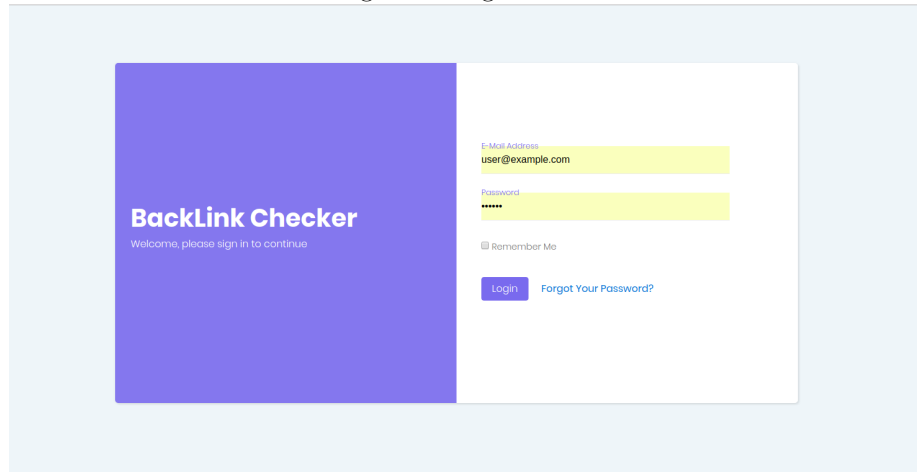 BackLink Checker
Welcome, please sign in to continue
E-Mail Address
user@example.com
Password
••••••
Remember Me
Login
Forgot Your Password?